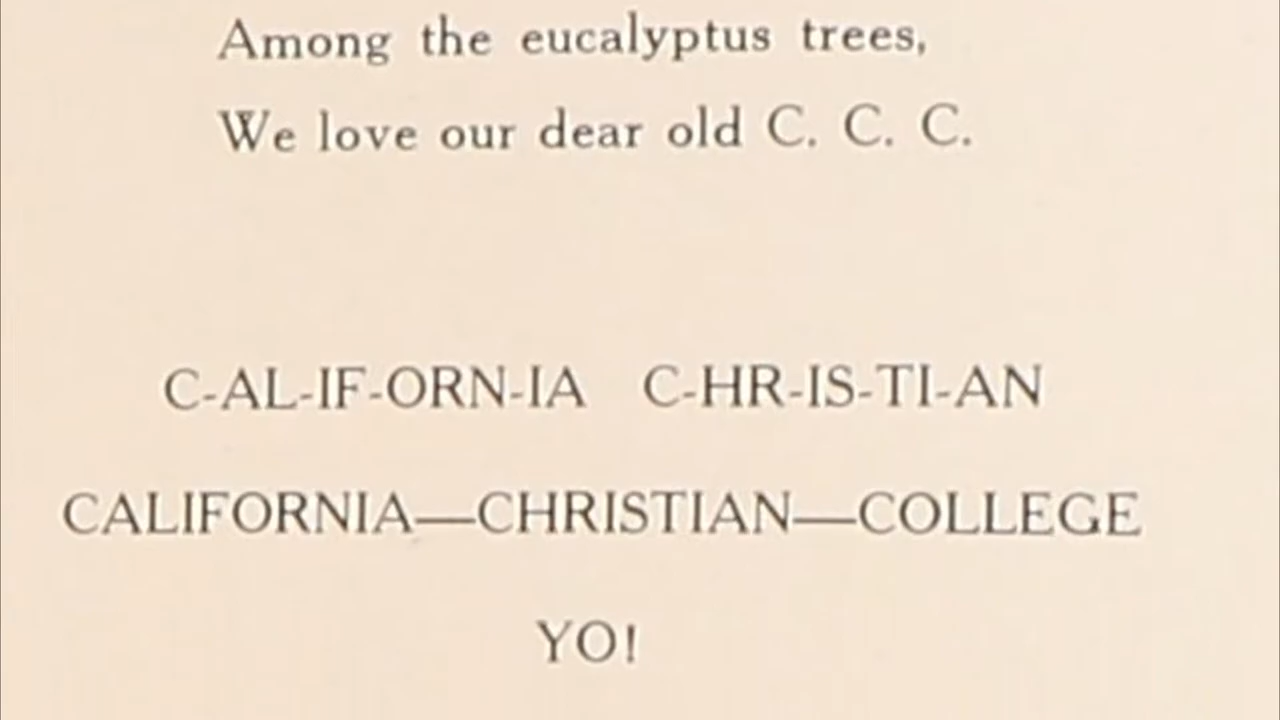 Among the eucalyptus trees,
We love our dear old C. C. C.
C-AL-IF-ORN-IA C-HR-IS-TI-AN
CALIFORNIA—CHRISTIAN—COLLEGE
YO!